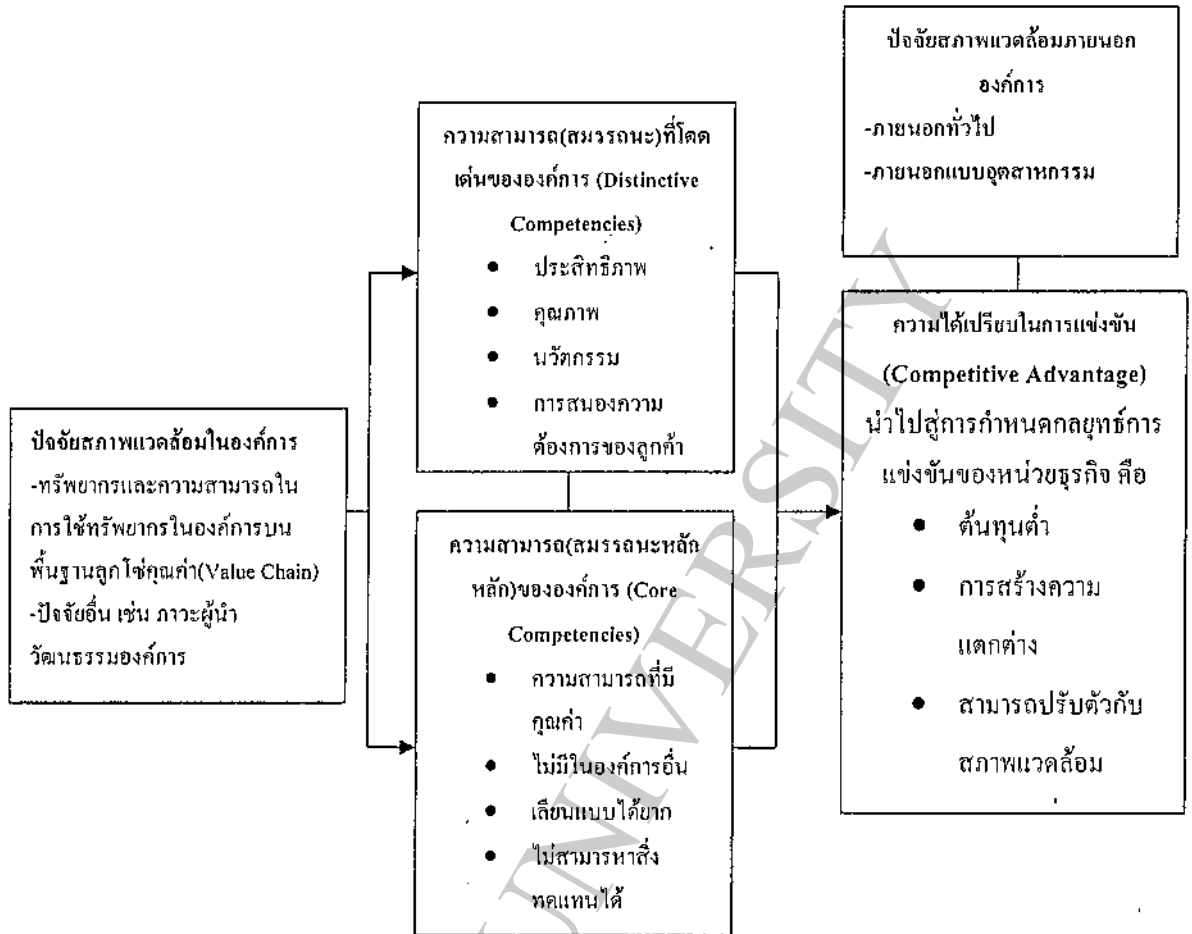 ปัจจัยสภาพแวดล้อมในองค์การ
-ทรัพยากรและความสามารถใน
การใช้ทรัพยากรในองค์การบน
พื้นฐานลูกโซ่คุณค่า(Value Chain)
-ปัจจัยอื่น เช่น ภาวะผู้นำ
วัฒนธรรมองค์การ
ความสามารถ(สมรรถนะ)ที่โดด
เด่นขององค์การ (Distinctive
Competencies)
● ประสิทธิภาพ
● คุณภาพ
● นวัตกรรม
● การสนองความ
ต้องการของลูกค้า
ความสามารถ(สมรรถนะหลัก
หลัก)ขององค์การ (Core
Competencies)
● ความสามารถที่มี
คุณค่า
● ไม่มีในองค์การอื่น
● เลียนแบบได้ยาก
● ไม่สามารหาสิ่ง
ทดแทนได้
ปัจจัยสภาพแวดล้อมภายนอก
องค์การ
-ภายนอกทั่วไป
-ภายนอกแบบอุตสาหกรรม
ความได้เปรียบในการแข่งขัน
(Competitive Advantage)
นำไปสู่การกำหนดกลยุทธ์การ
แข่งขันของหน่วยธุรกิจ คือ
● ต้นทุนต่ำ
● การสร้างความ
แตกต่าง
● สามารถปรับตัวกับ
สภาพแวดล้อม
UNIVERSITY